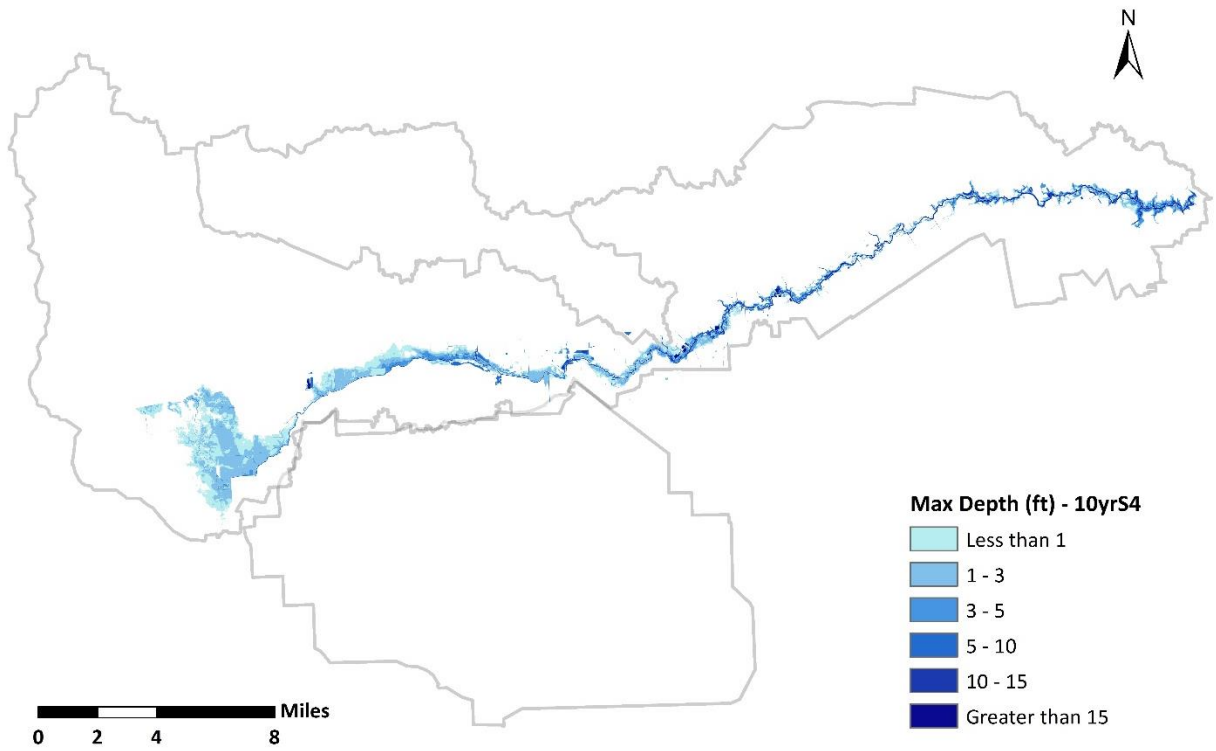 N
Max Depth (ft) - 10yrS4
Less than 1
1 - 3
3 - 5
5 - 10
10 - 15
Greater than 15
Miles
0 2 4 8